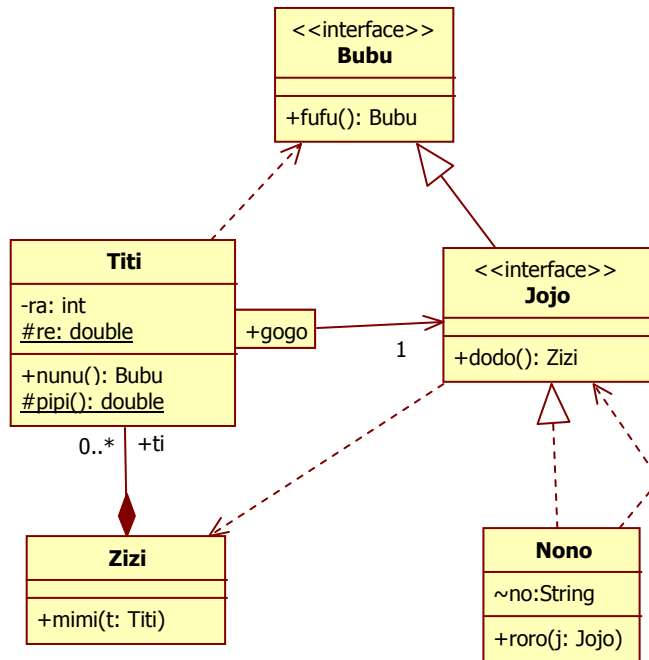 <<interface>>
Bubu
+fufu(): Bubu
Titi
-ra: int
#re: double
+nunu(): Bubu
#pipi(): double
+gogo
1
<<interface>>
Jojo
+dodo(): Zizi
0..*
+ti
Zizi
+mimi(t: Titi)
Nono
~no:String
+roro(j: Jojo)